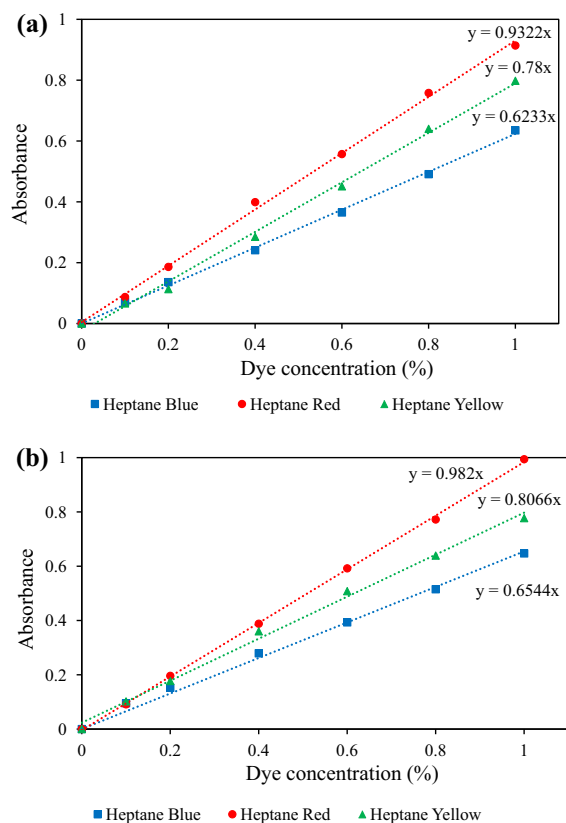 (a)
1
0.8
0.6
0.4
0.2
0
Absorbance
y = 0.9322x
y = 0.78x
y = 0.6233x
0 0.2 0.4 0.6 0.8 1
Dye concentration (%)
Heptane Blue Heptane Red Heptane Yellow
(b)
1
0.8
0.6
0.4
0.2
0
Absorbance
y = 0.982x
y = 0.8066x
y = 0.6544x
0 0.2 0.4 0.6 0.8 1
Dye concentration (%)
Heptane Blue Heptane Red Heptane Yellow